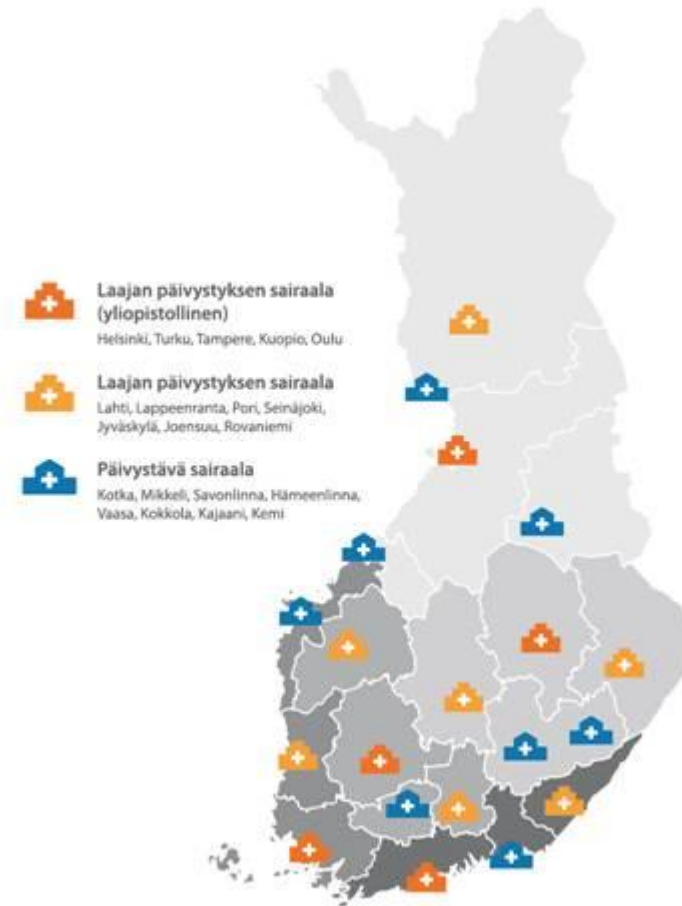 Laajan päivystyksen sairaala
(yliopistollinen)
Helsinki, Turku, Tampere, Kuopio, Oulu
Laajan päivystyksen sairaala
Lahti, Lappeenranta, Pori, Seinäjoki,
Jyväskylä, Joensuu, Rovaniemi
Päivystävä sairaala
Kotka, Mikkeli, Savonlinna, Hämeenlinna,
Vaasa, Kokkola, Kajaani, Kemi